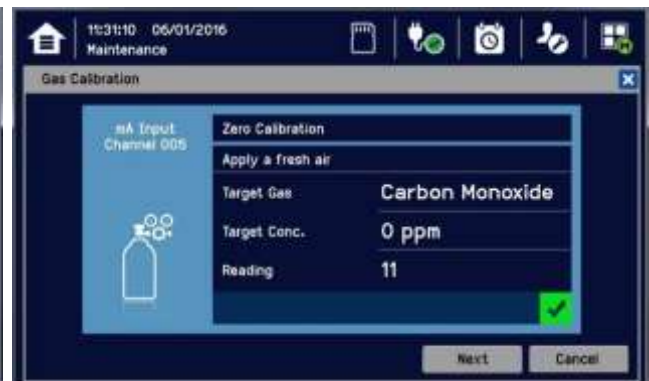 11:31:10 06/01/2016
Maintenance
Gas Calibration
mA Input
Channel 005
Zero Calibration
Apply a fresh air
Target Gas Carbon Monoxide
Target Conc. 0 ppm
Reading 11
Next Cancel